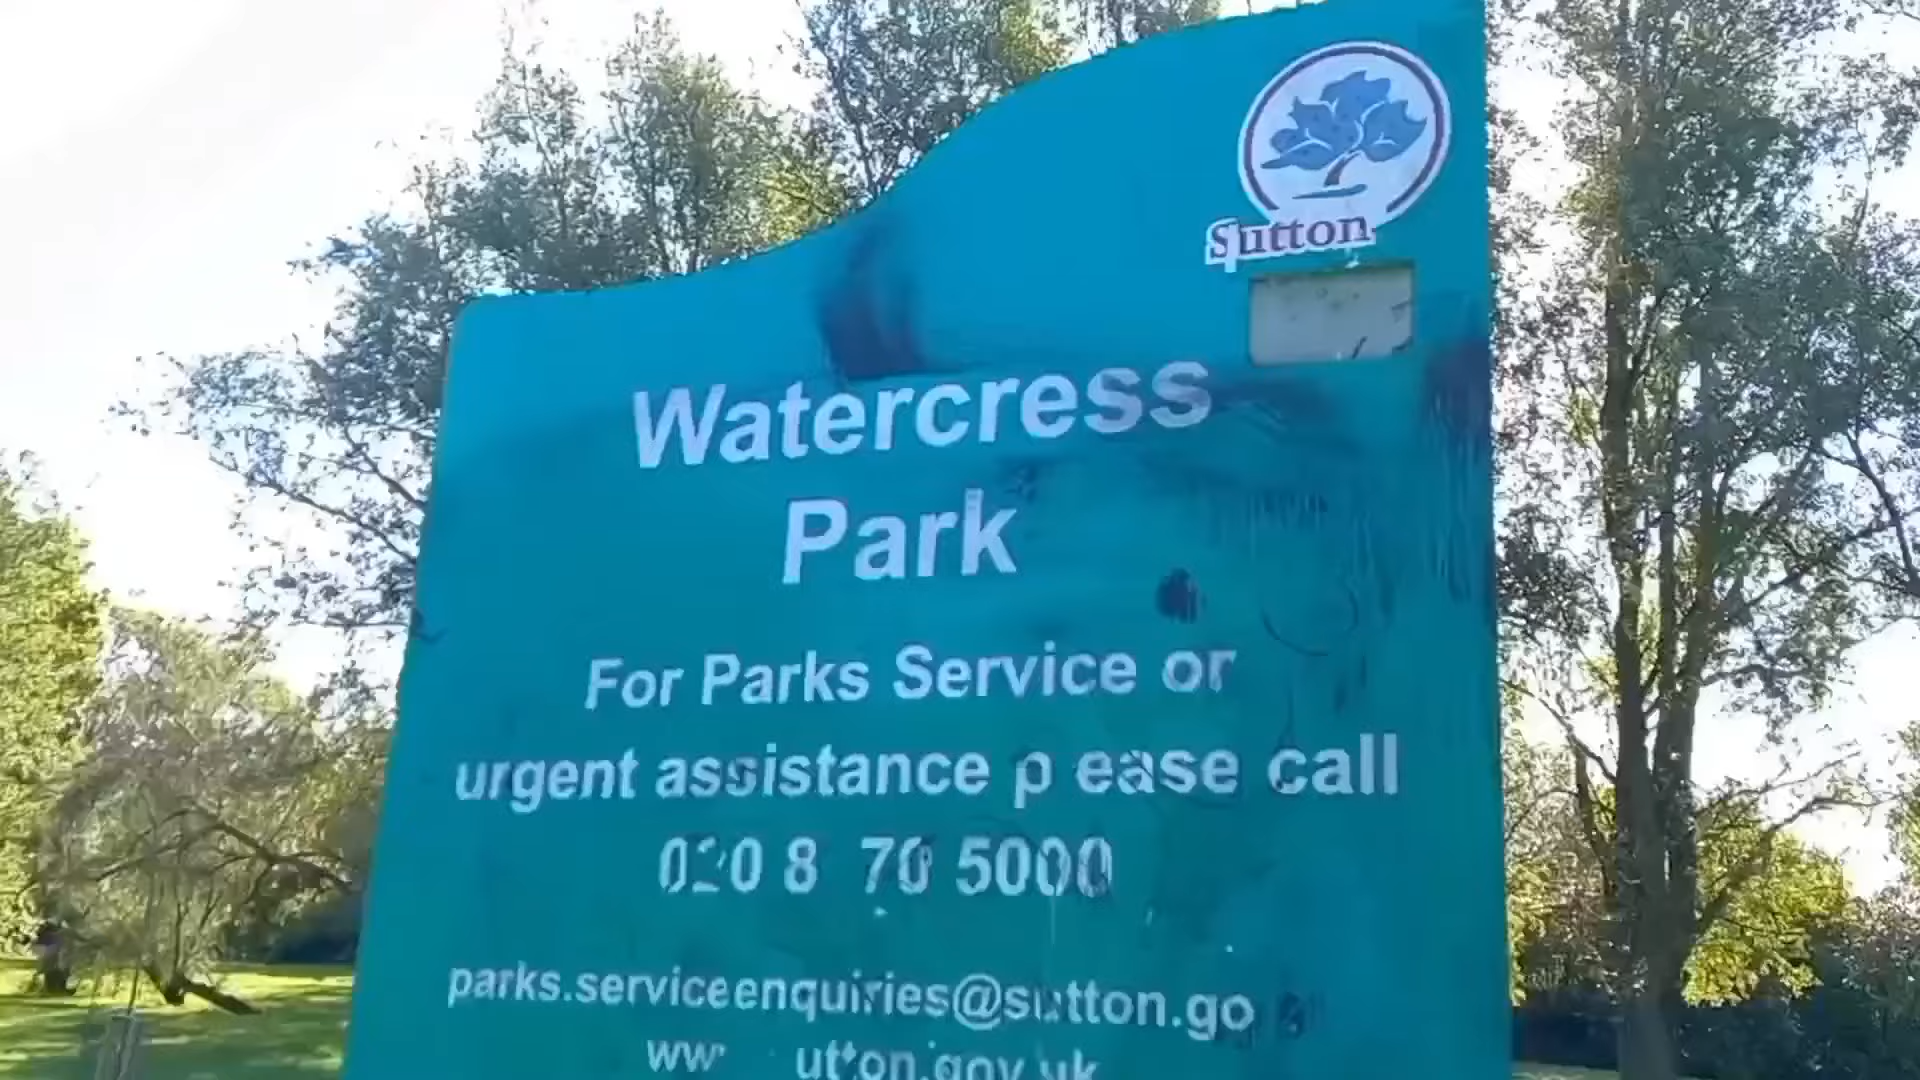 Sutton
Watercress
Park
For Parks Service or
urgent assistance p ease call
020 8 70 5000
parks.serviceenquiries@sutton.go
ww utton.gov.uk